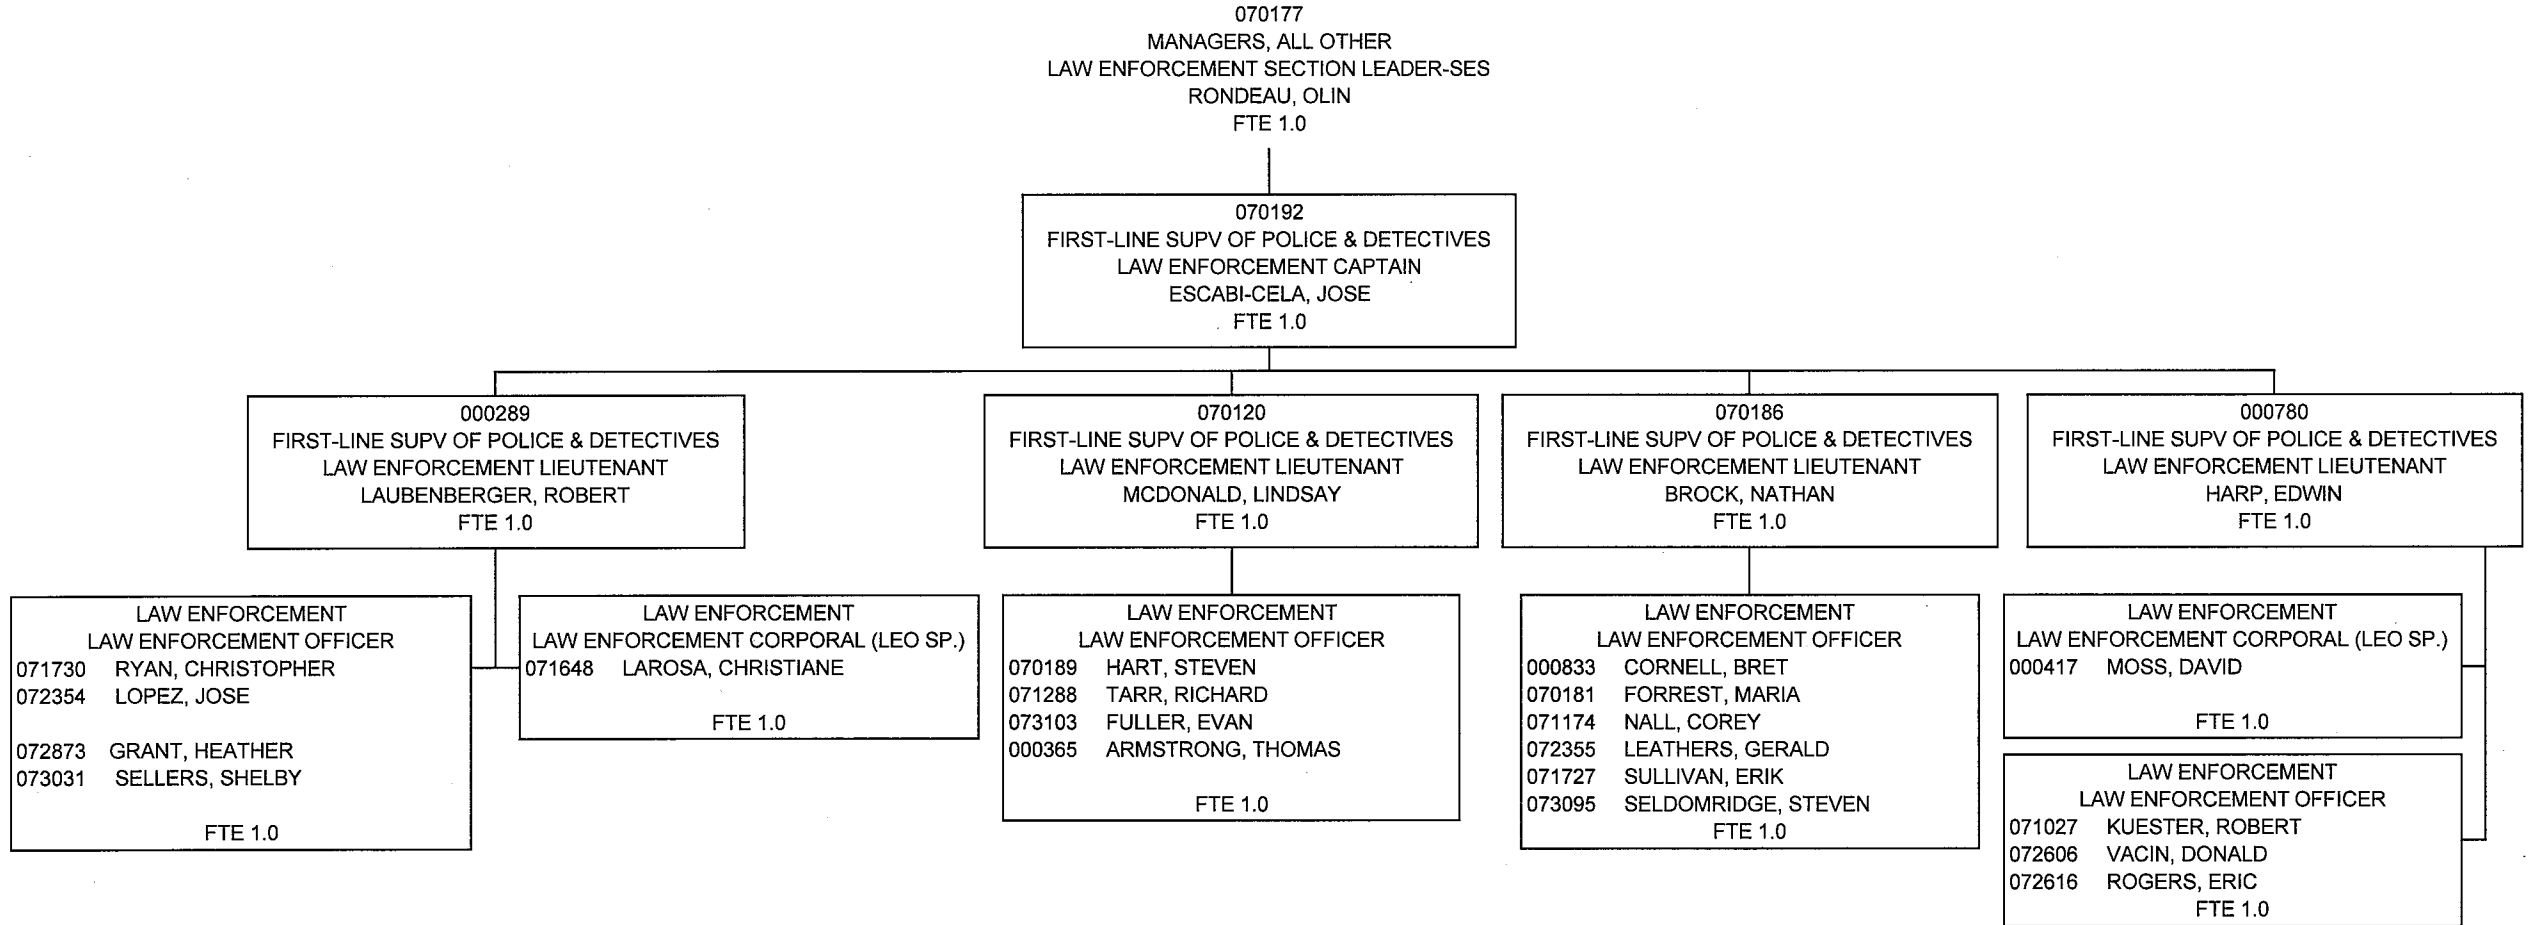 070177
MANAGERS, ALL OTHER
LAW ENFORCEMENT SECTION LEADER-SES
RONDEAU, OLIN
FTE 1.0
070192
FIRST-LINE SUPV OF POLICE & DETECTIVES
LAW ENFORCEMENT CAPTAIN
ESCABI-CELA, JOSE
FTE 1.0
000289
FIRST-LINE SUPV OF POLICE & DETECTIVES
LAW ENFORCEMENT LIEUTENANT
LAUBENBERGER, ROBERT
FTE 1.0
070120
FIRST-LINE SUPV OF POLICE & DETECTIVES
LAW ENFORCEMENT LIEUTENANT
MCDONALD, LINDSAY
FTE 1.0
070186
FIRST-LINE SUPV OF POLICE & DETECTIVES
LAW ENFORCEMENT LIEUTENANT
BROCK, NATHAN
FTE 1.0
000780
FIRST-LINE SUPV OF POLICE & DETECTIVES
LAW ENFORCEMENT LIEUTENANT
HARP, EDWIN
FTE 1.0
LAW ENFORCEMENT
LAW ENFORCEMENT OFFICER
071730 RYAN, CHRISTOPHER
072354 LOPEZ, JOSE
072873 GRANT, HEATHER
073031 SELLERS, SHELBY
FTE 1.0
LAW ENFORCEMENT
LAW ENFORCEMENT CORPORAL (LEO SP.)
071648 LAROSA, CHRISTIANE
FTE 1.0
LAW ENFORCEMENT
LAW ENFORCEMENT OFFICER
070189 HART, STEVEN
071288 TARR, RICHARD
073103 FULLER, EVAN
000365 ARMSTRONG, THOMAS
FTE 1.0
LAW ENFORCEMENT
LAW ENFORCEMENT OFFICER
000833 CORNELL, BRET
070181 FORREST, MARIA
071174 NALL, COREY
072355 LEATHERS, GERALD
071727 SULLIVAN, ERIK
073095 SELDOMRIDGE, STEVEN
FTE 1.0
LAW ENFORCEMENT
LAW ENFORCEMENT CORPORAL (LEO SP.)
000417 MOSS, DAVID
FTE 1.0
LAW ENFORCEMENT
LAW ENFORCEMENT OFFICER
071027 KUESTER, ROBERT
072606 VACIN, DONALD
072616 ROGERS, ERIC
FTE 1.0